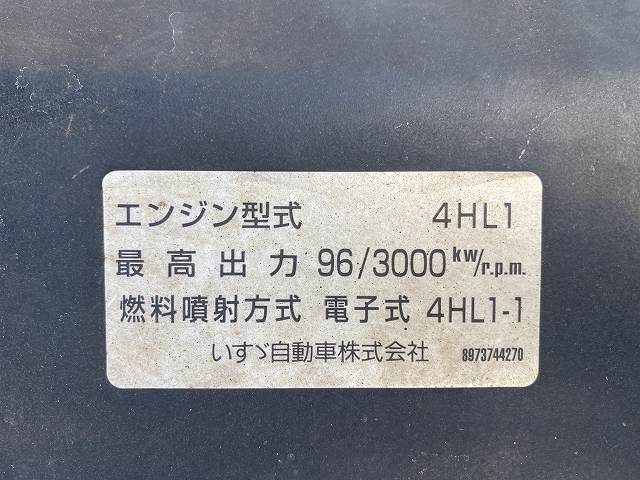 エンジン型式 4HL1
最高出力 96/3000 kw/r.p.m.
燃料噴射方式 電子式 4HL1-1
いすゞ自動車株式会社 8973744270